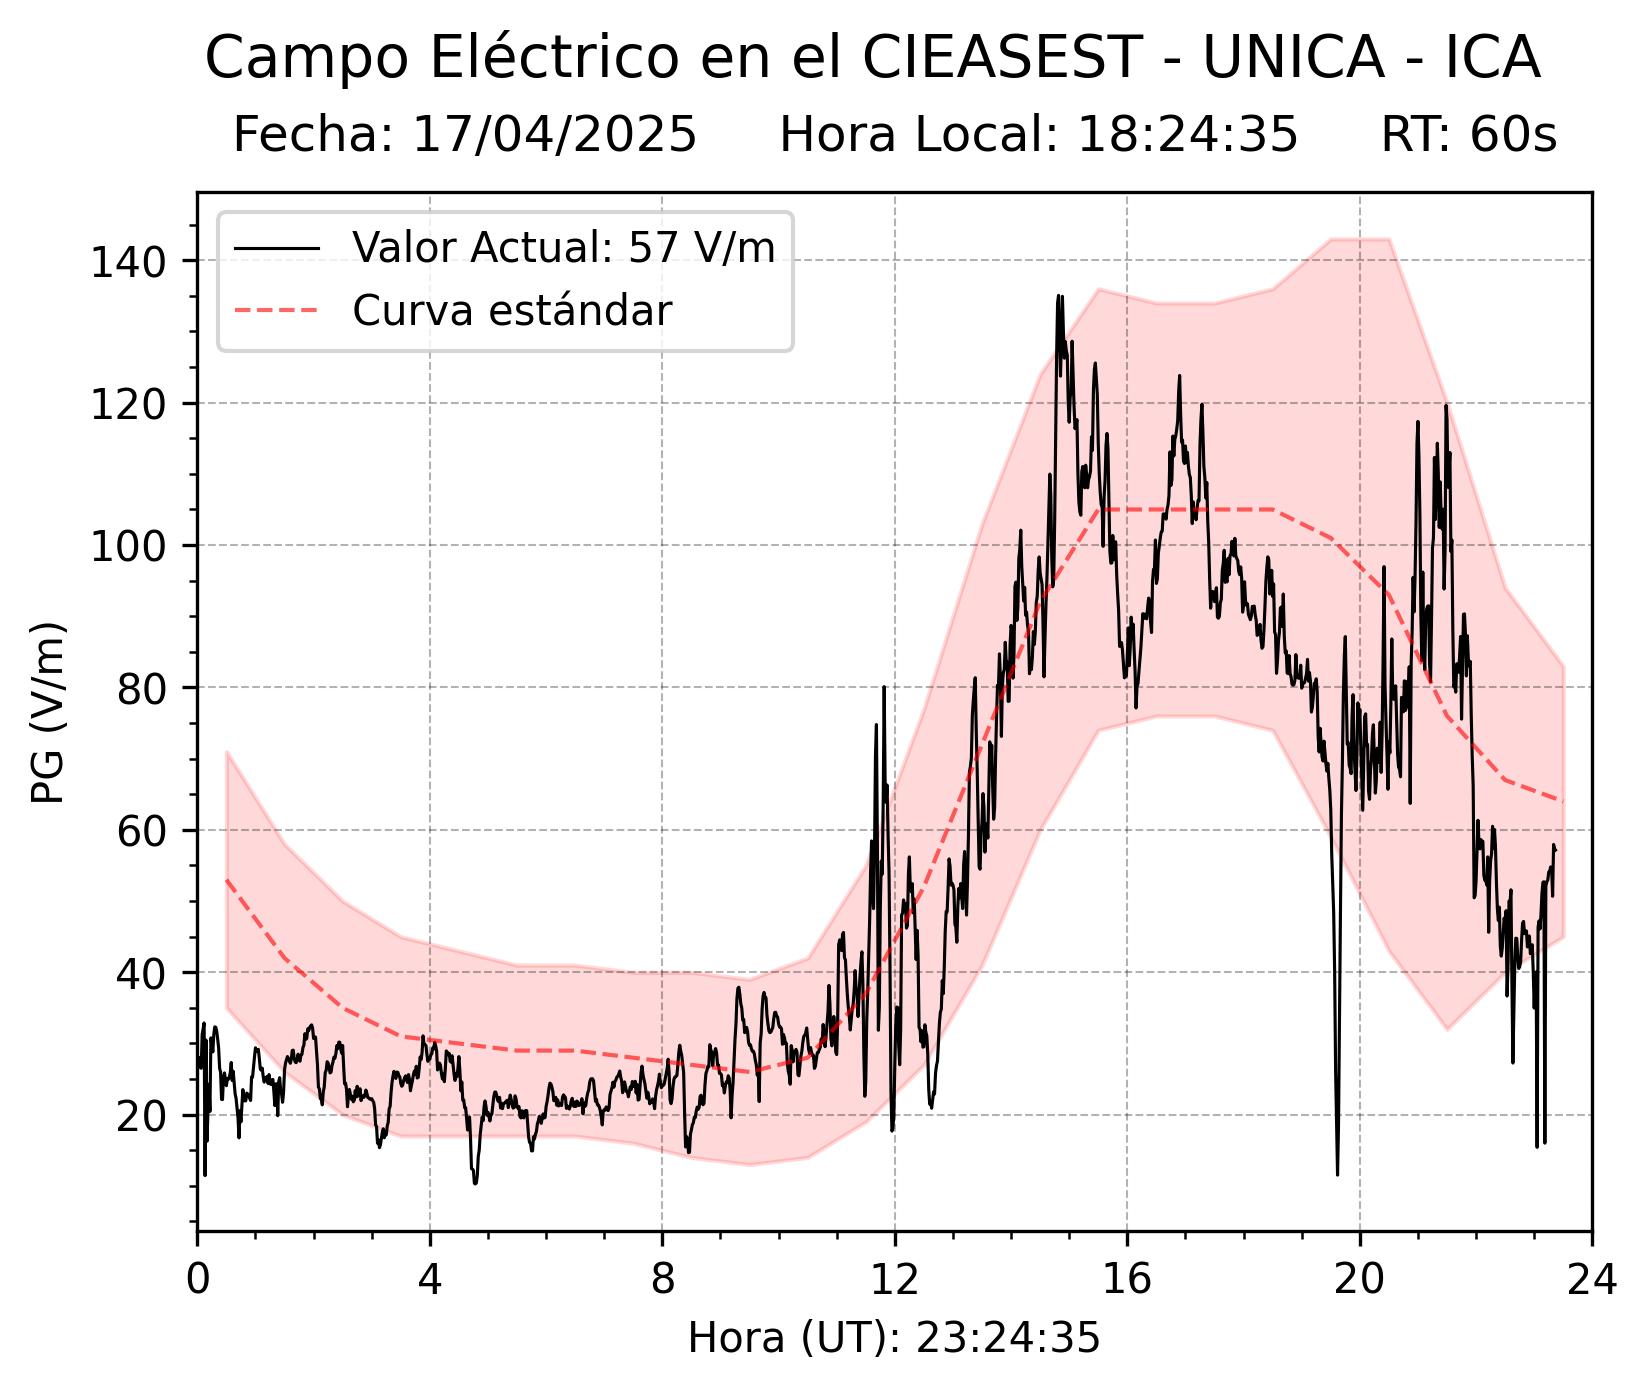 Campo Eléctrico en el CIEASEST - UNICA - ICA
Fecha: 17/04/2025 Hora Local: 18:24:35 RT: 60s
Valor Actual: 57 V/m
Curva estándar
140
120
100
80
60
40
20
PG (V/m)
0 4 8 12 16 20 24
Hora (UT): 23:24:35